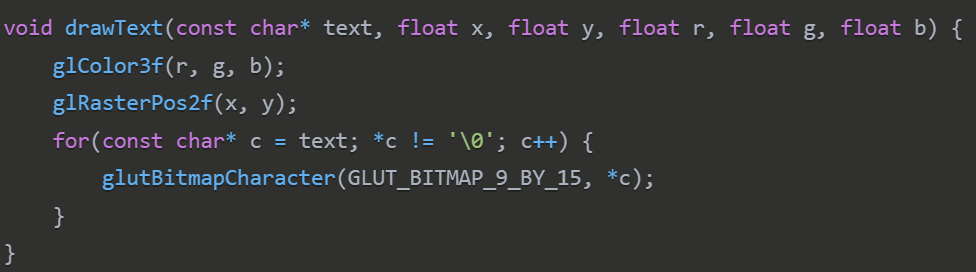 void drawText(const char* text, float x, float y, float r, float g, float b) {
    glColor3f(r, g, b);
    glRasterPos2f(x, y);
    for(const char* c = text; *c != '\0'; c++) {
        glutBitmapCharacter(GLUT_BITMAP_9_BY_15, *c);
    }
}